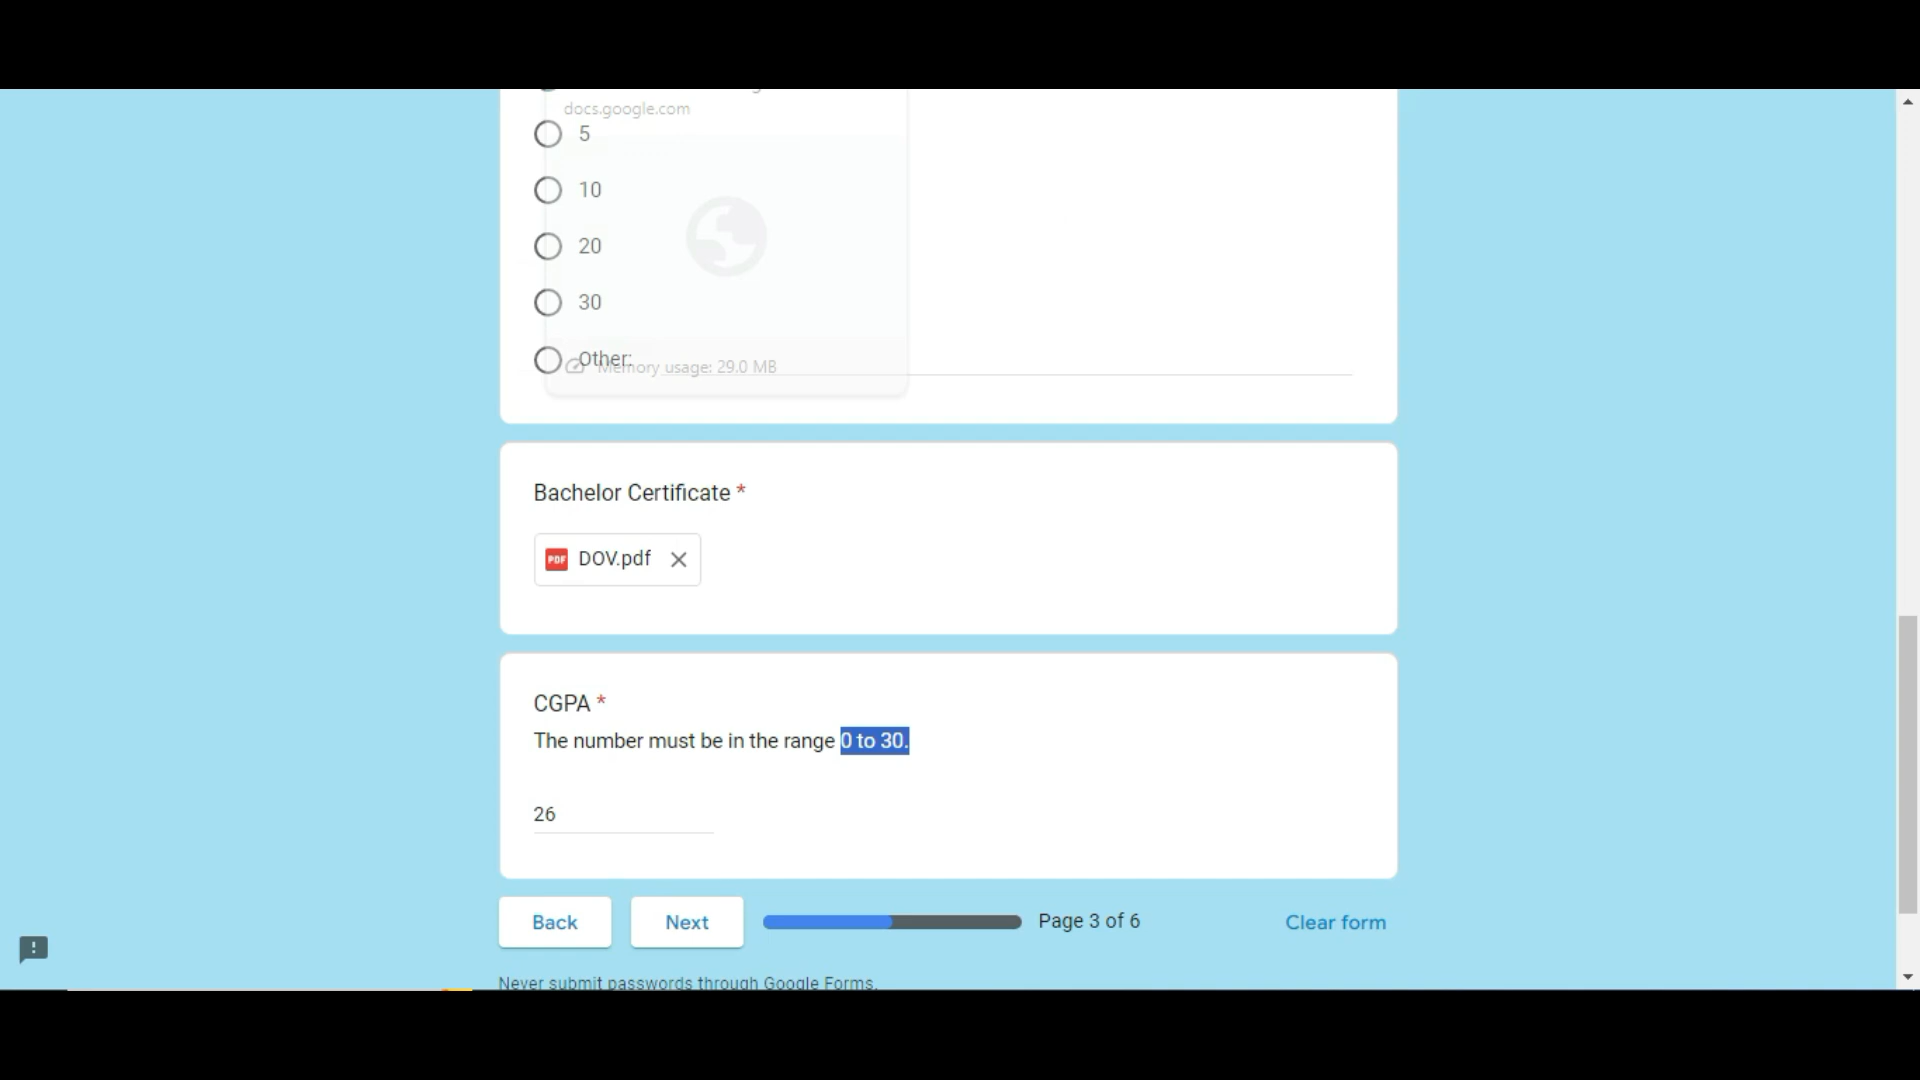 docs.google.com
5
10
20
30
Other:
Memory usage: 29.0 MB
Bachelor Certificate *
PDF DOV.pdf
CGPA *
The number must be in the range 0 to 30.
26
Back
Next
Page 3 of 6
Clear form
Never submit passwords through Google Forms.